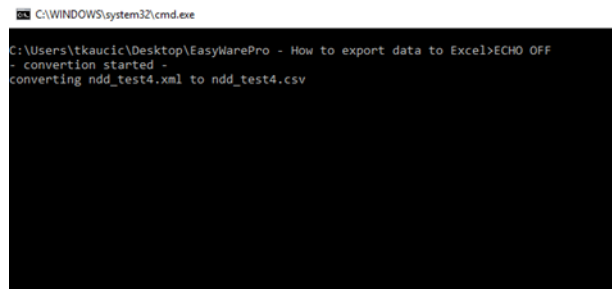 C:\WINDOWS\system32\cmd.exe
C:\Users\tkaucic\Desktop\EasyWarePro - How to export data to Excel>ECHO OFF
- convertion started -
converting ndd_test4.xml to ndd_test4.csv